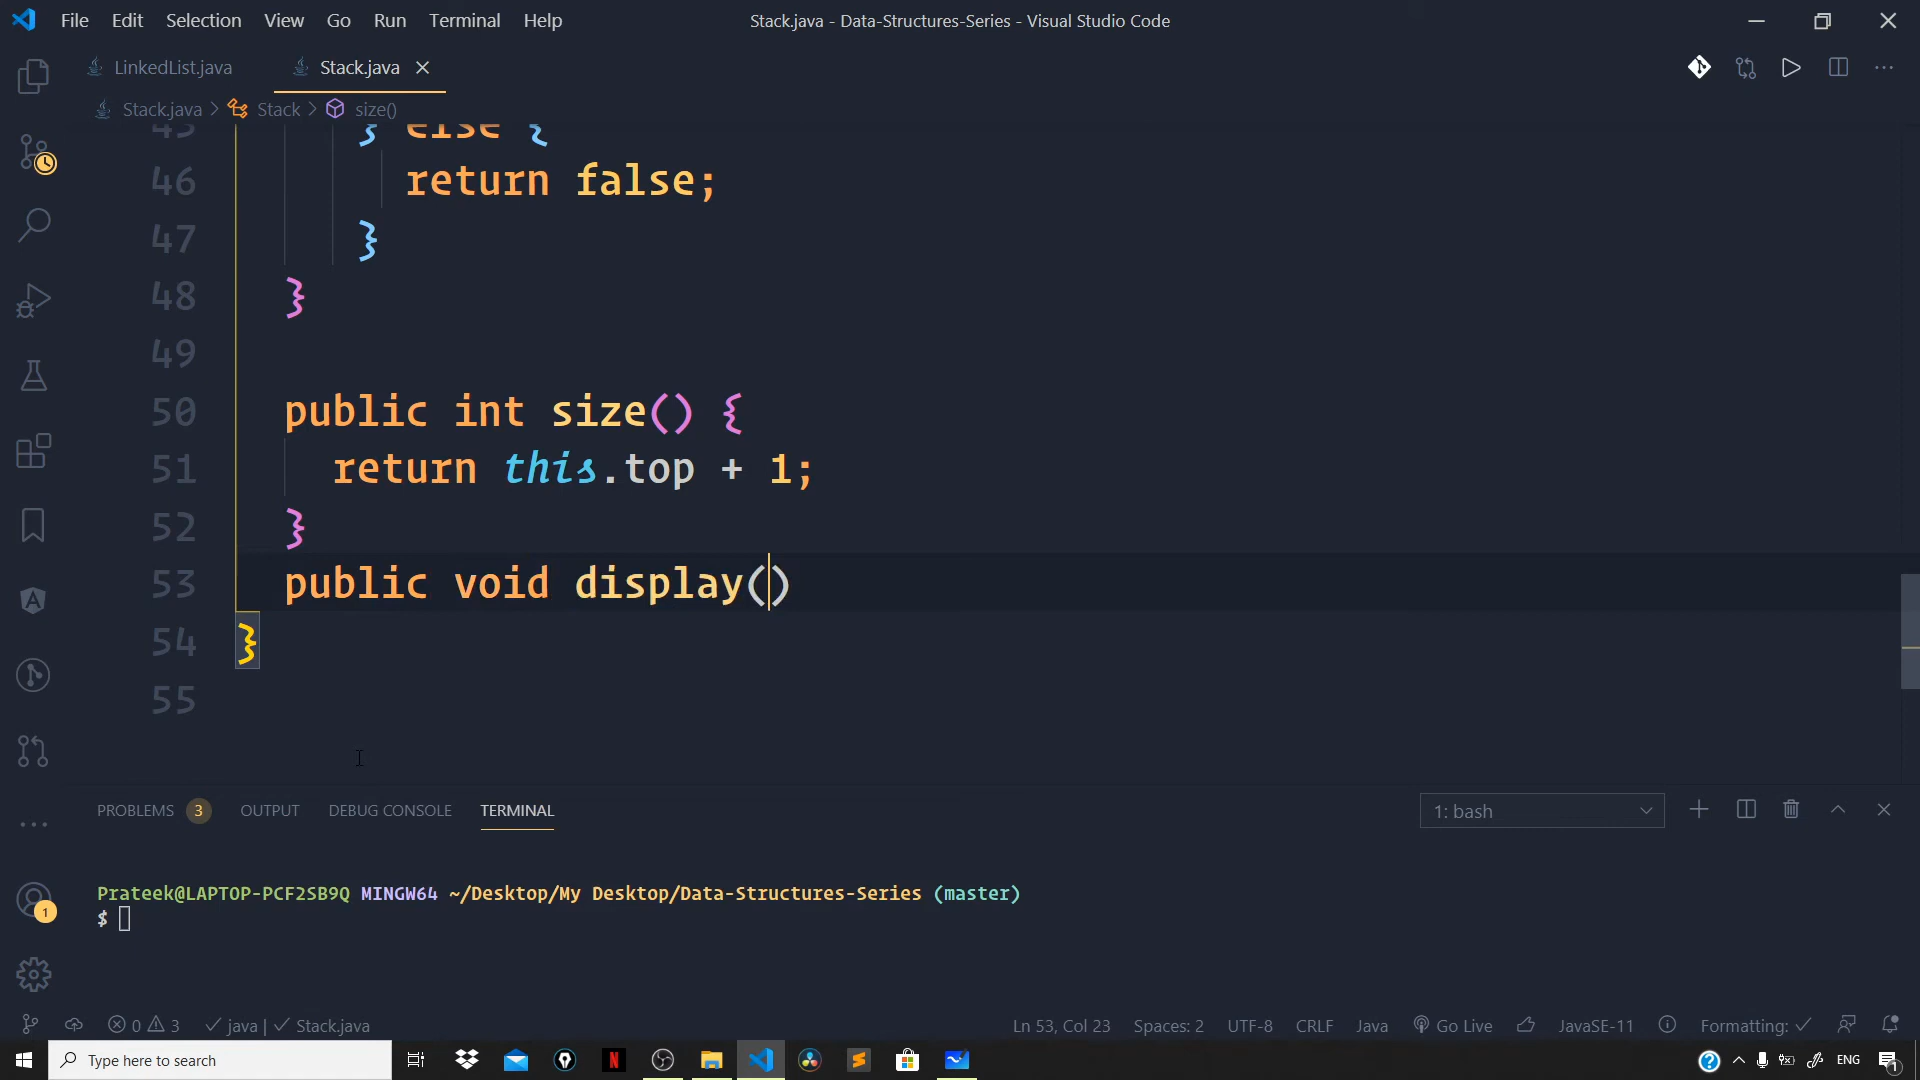 File Edit Selection View Go Run Terminal Help
Stack.java - Data-Structures-Series - Visual Studio Code
LinkedList.java Stack.java
Stack.java > Stack > size()
45 } else {
46 return false;
47 }
48 }
49
50 public int size() {
51 return this.top + 1;
52 }
53 public void display()
54 }
55
PROBLEMS 3 OUTPUT DEBUG CONSOLE TERMINAL
1: bash
Prateek@LAPTOP-PCF2SB9Q MINGW64 ~/Desktop/My Desktop/Data-Structures-Series (master)
$
1
0 3 java | Stack.java
Ln 53, Col 23 Spaces: 2 UTF-8 CRLF Java Go Live JavaSE-11 Formatting:
Type here to search
N
ENG
1